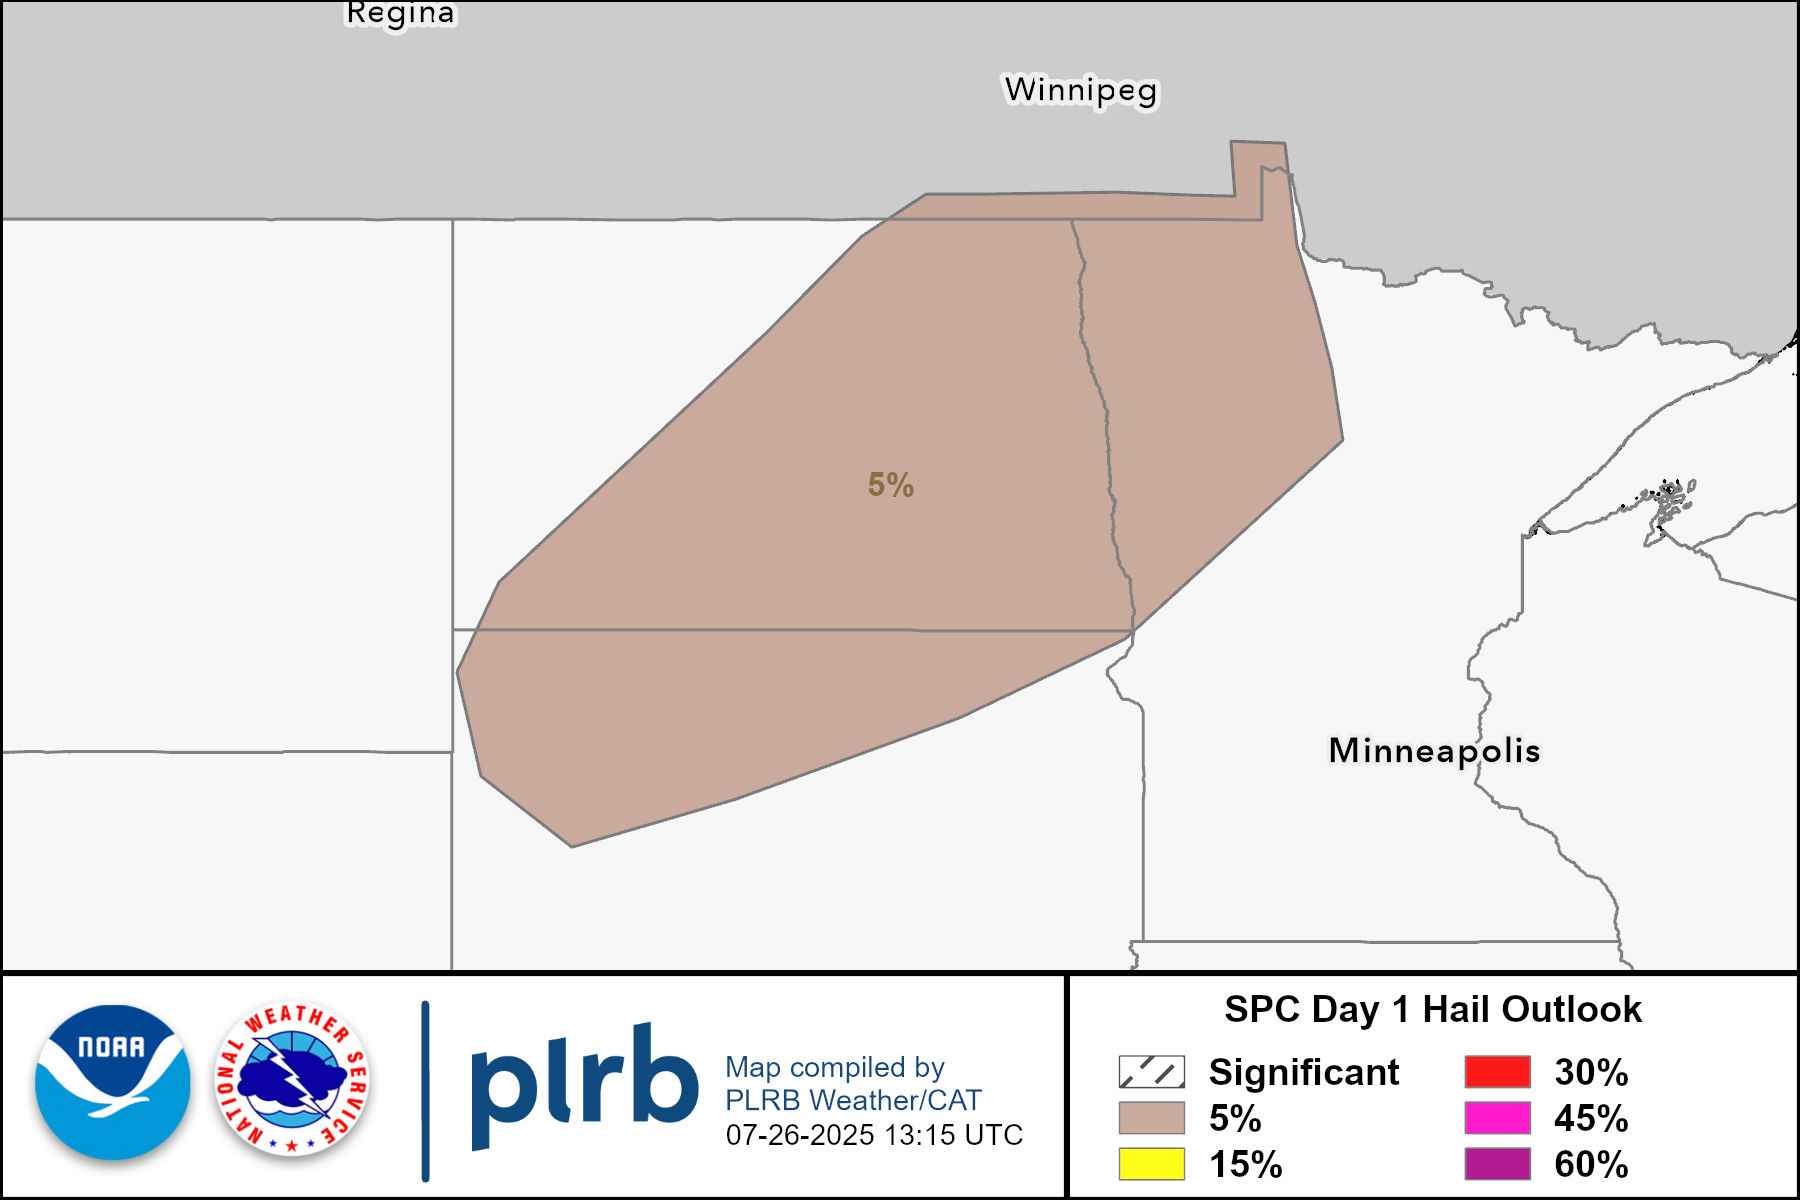 Regina
Winnipeg
5%
Minneapolis
NOAA
NATIONAL WEATHER SERVICE
plrb
Map compiled by
PLRB Weather/CAT
07-26-2025 13:15 UTC
SPC Day 1 Hail Outlook
Significant
5%
15%
30%
45%
60%